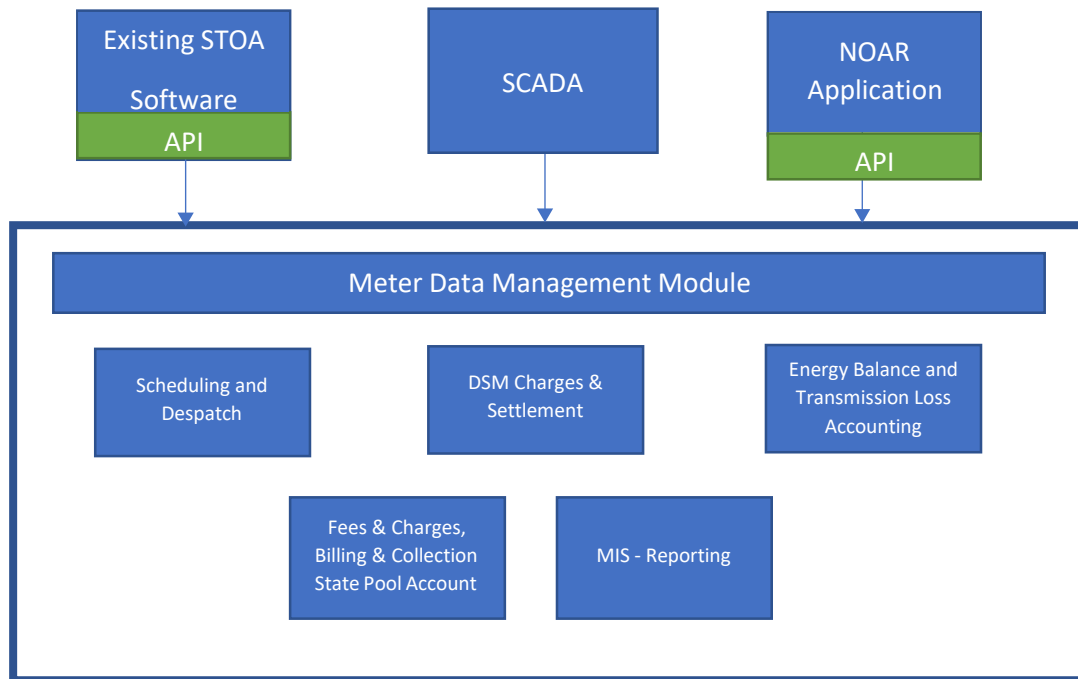 Existing STOA
Software
API
SCADA
NOAR
Application
API
Meter Data Management Module
Scheduling and
Despatch
DSM Charges &
Settlement
Energy Balance and
Transmission Loss
Accounting
Fees & Charges,
Billing & Collection
State Pool Account
MIS - Reporting